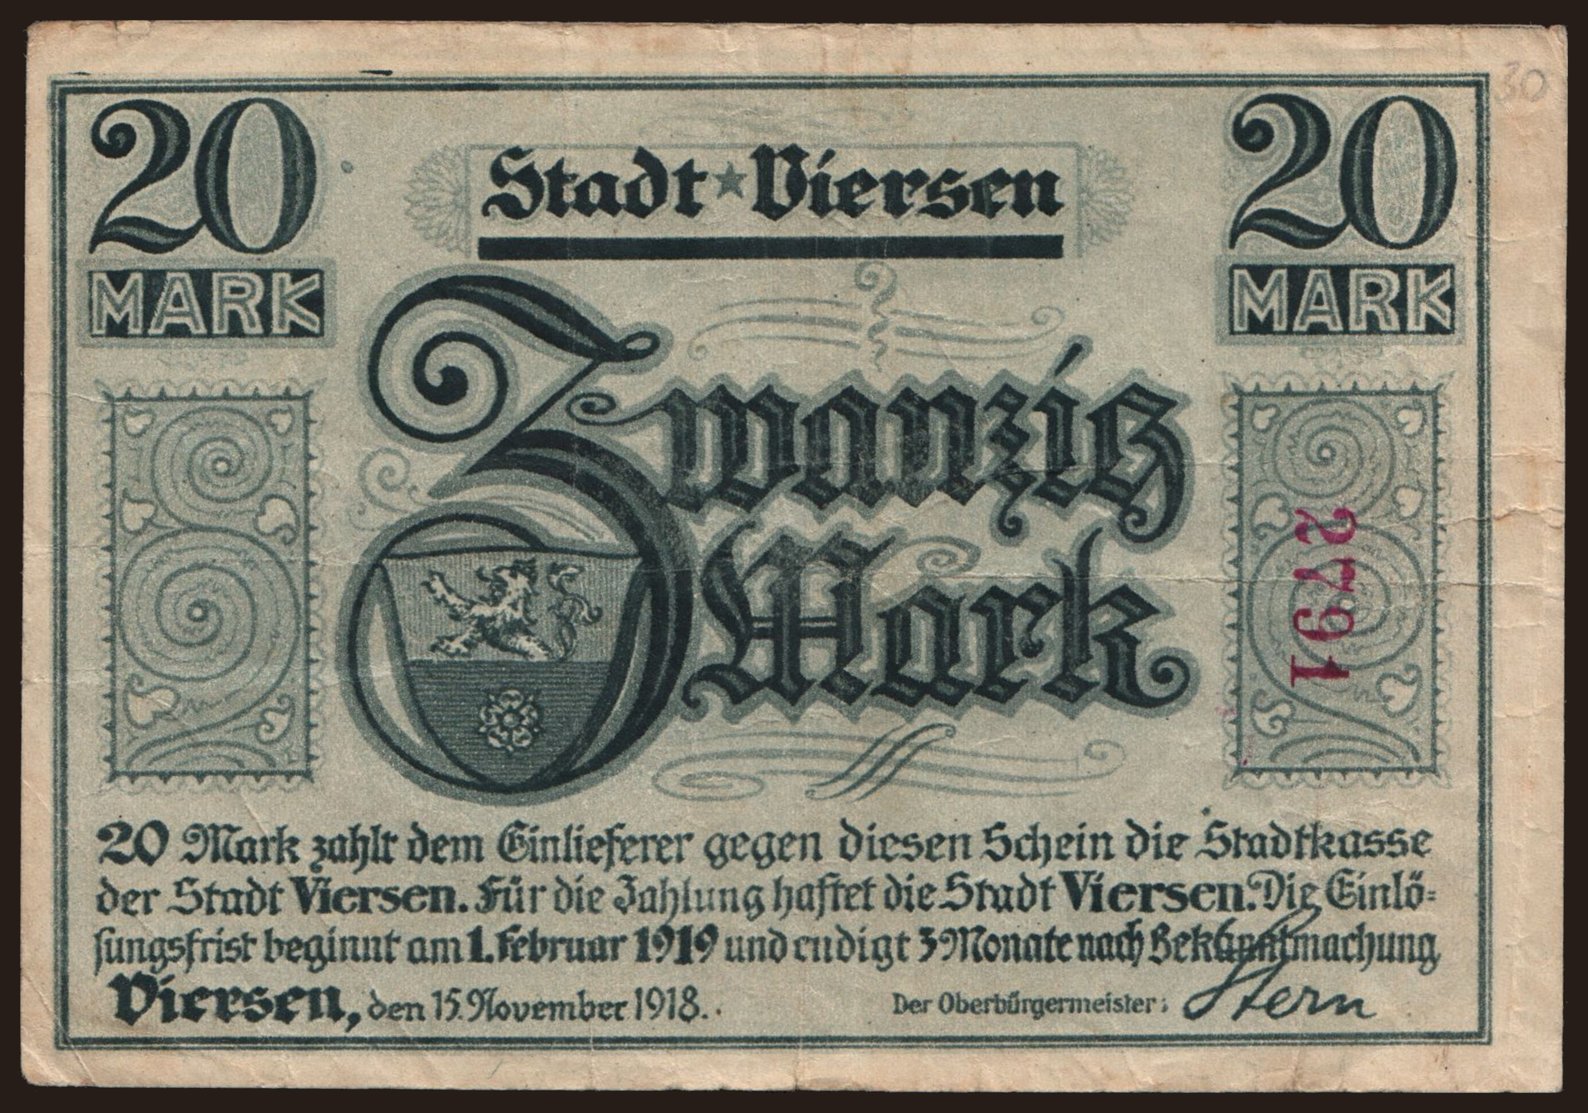 30
20 MARK
20 MARK
Stadt ★ Viersen
Zwanzig
Mark
2791
20 Mark zahlt dem Einlieferer gegen diesen Schein die Stadtkasse
der Stadt Viersen. Für die Zahlung haftet die Stadt Viersen. Die Einlö=
sungsfrist beginnt am 1. Februar 1919 und endigt 3 Monate nach Bekanntmachung
Viersen, den 15. November 1918. Der Oberbürgermeister: Stern